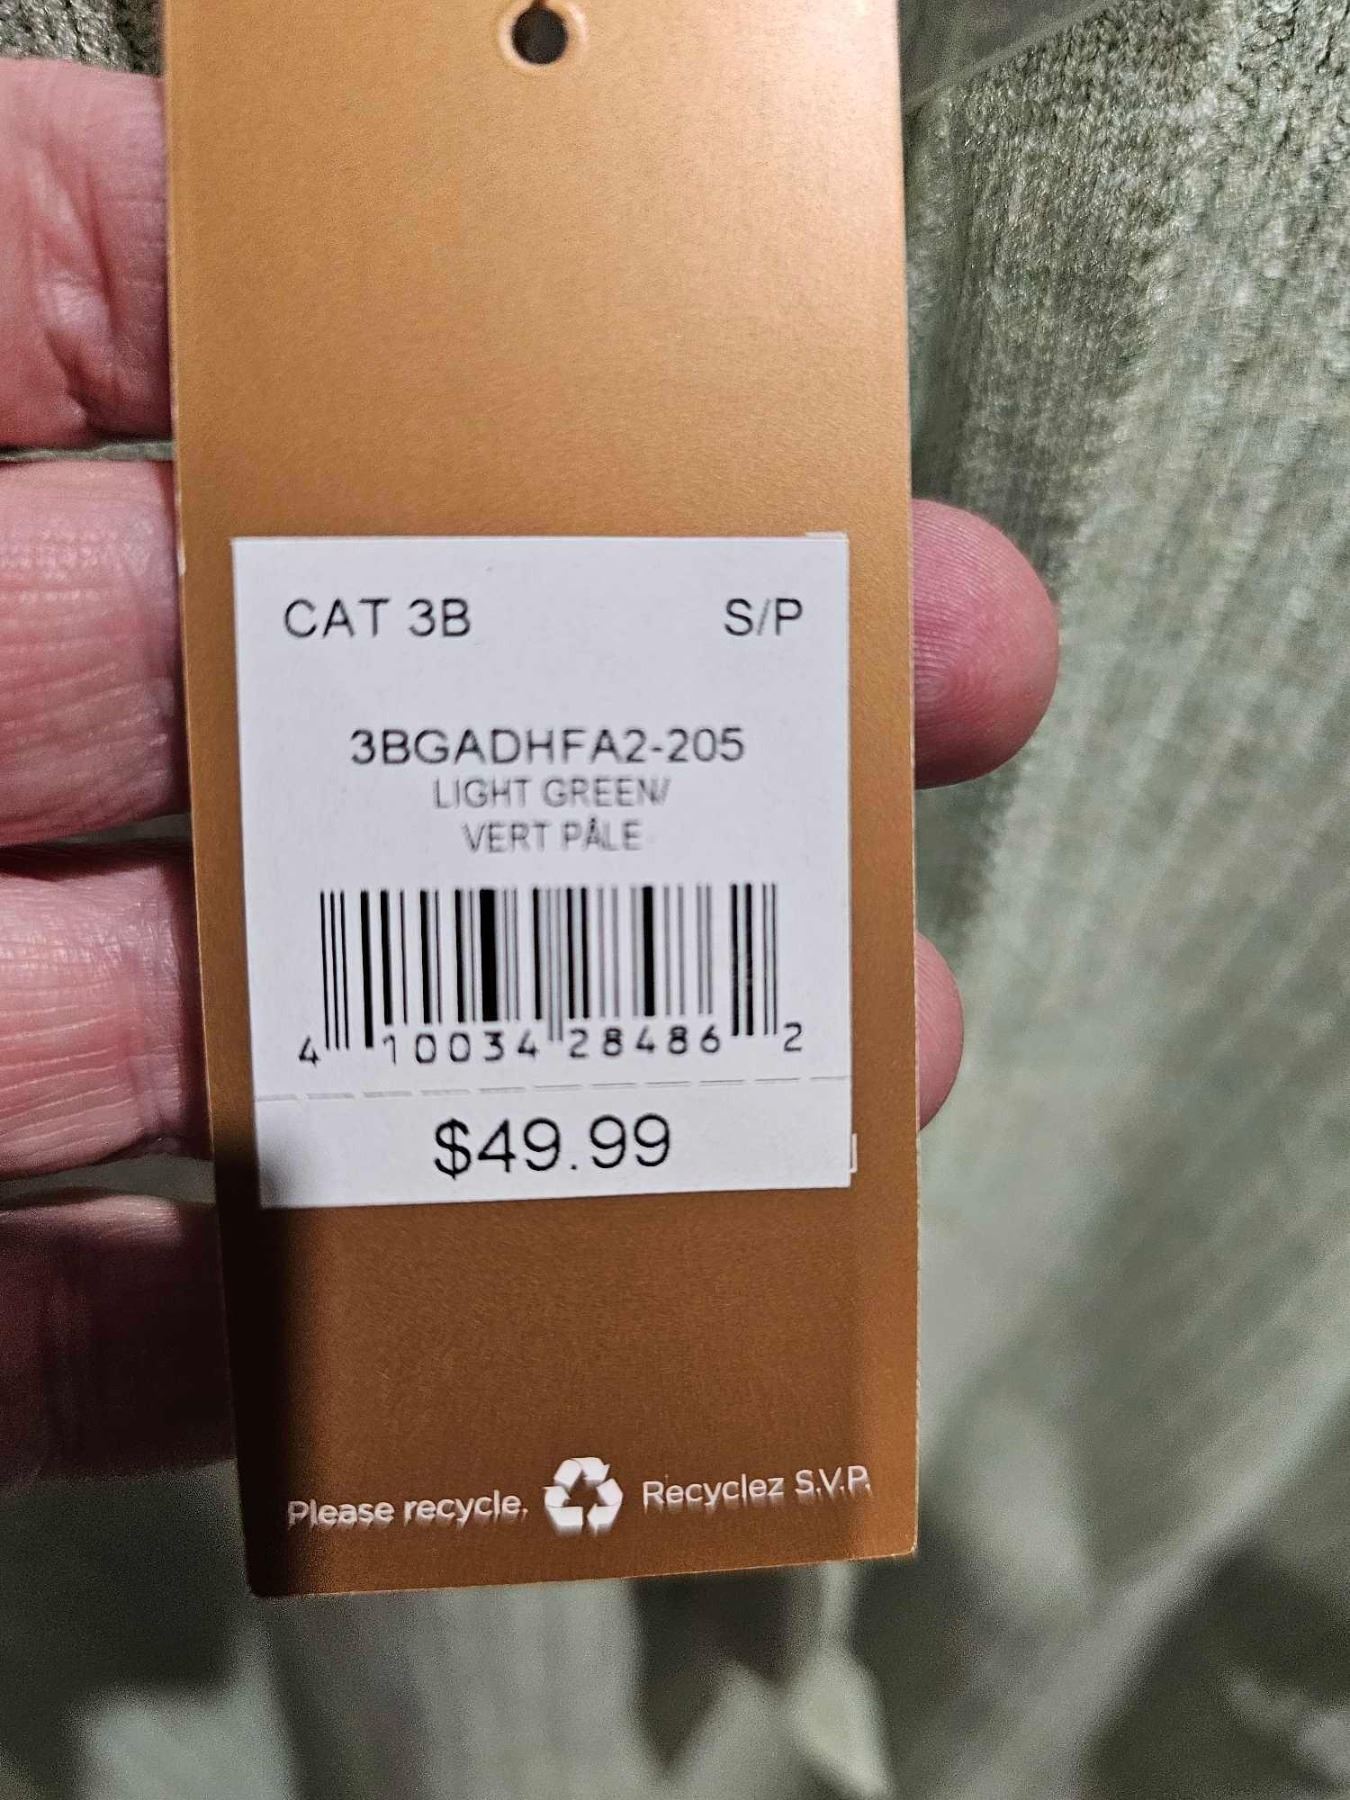 CAT 3B S/P
3BGADHFA2-205
LIGHT GREEN/
VERT PÂLE
4 10034 28486 2
$49.99
Please recycle. Recyclez S.V.P.